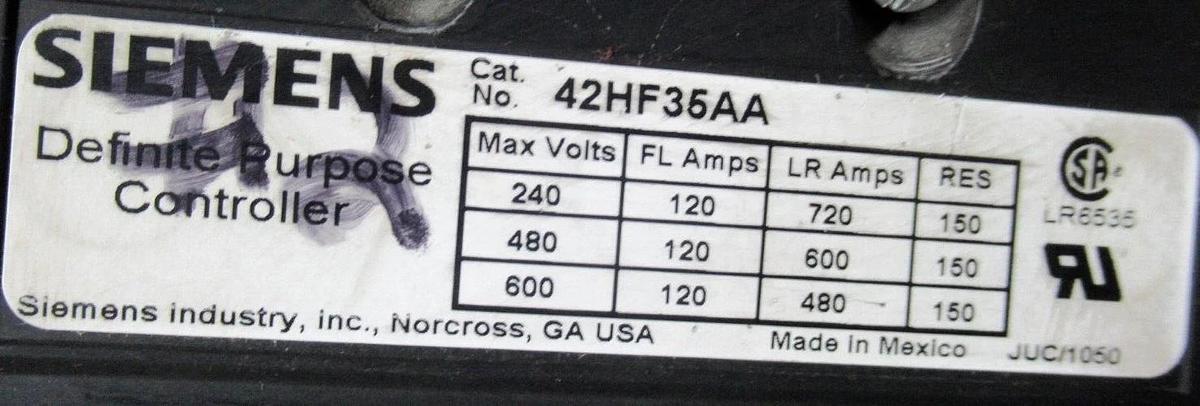 SIEMENS
Definite Purpose
Controller
Cat.
No. 42HF35AA
Max Volts FL Amps LR Amps RES
240 120 720 150
480 120 600 150
600 120 480 150
SA
LR6535
RU
Siemens industry, inc., Norcross, GA USA
Made in Mexico
JUC/1050